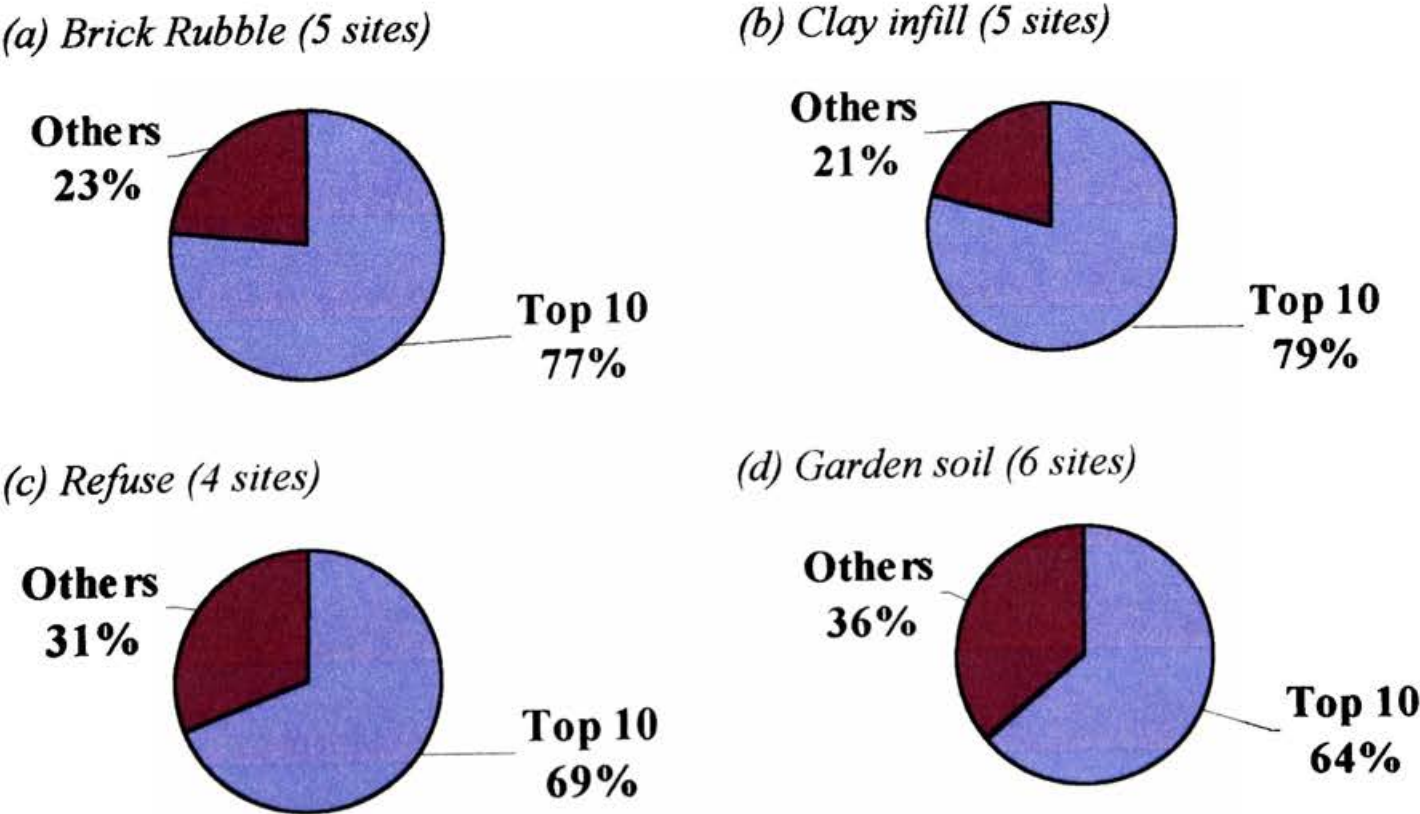 (a) Brick Rubble (5 sites)
Others
23%
Top 10
77%
(b) Clay infill (5 sites)
Others
21%
Top 10
79%
(c) Refuse (4 sites)
Others
31%
Top 10
69%
(d) Garden soil (6 sites)
Others
36%
Top 10
64%